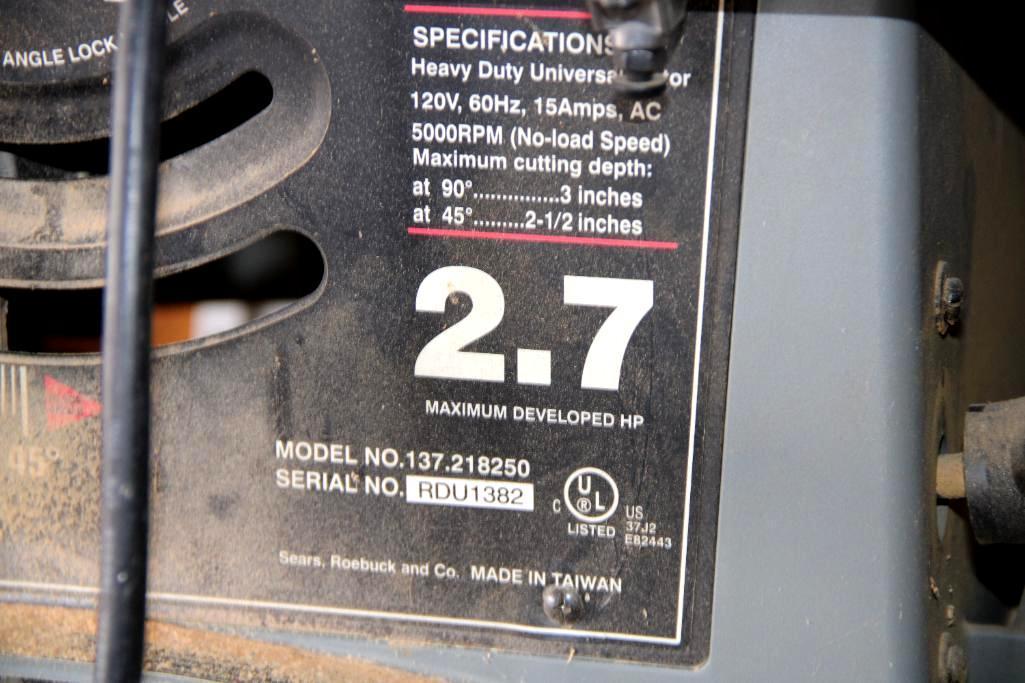 LE
ANGLE LOCK
SPECIFICATIONS
Heavy Duty Universal
120V, 60Hz, 15Amps, AC
5000RPM (No-load Speed)
Maximum cutting depth:
at 90°...............3 inches
at 45°.........2-1/2 inches
2.7
MAXIMUM DEVELOPED HP
45°
MODEL NO.137.218250
SERIAL NO. RDU1382
C UL ® US
LISTED 37J2
E82443
Sears, Roebuck and Co. MADE IN TAIWAN